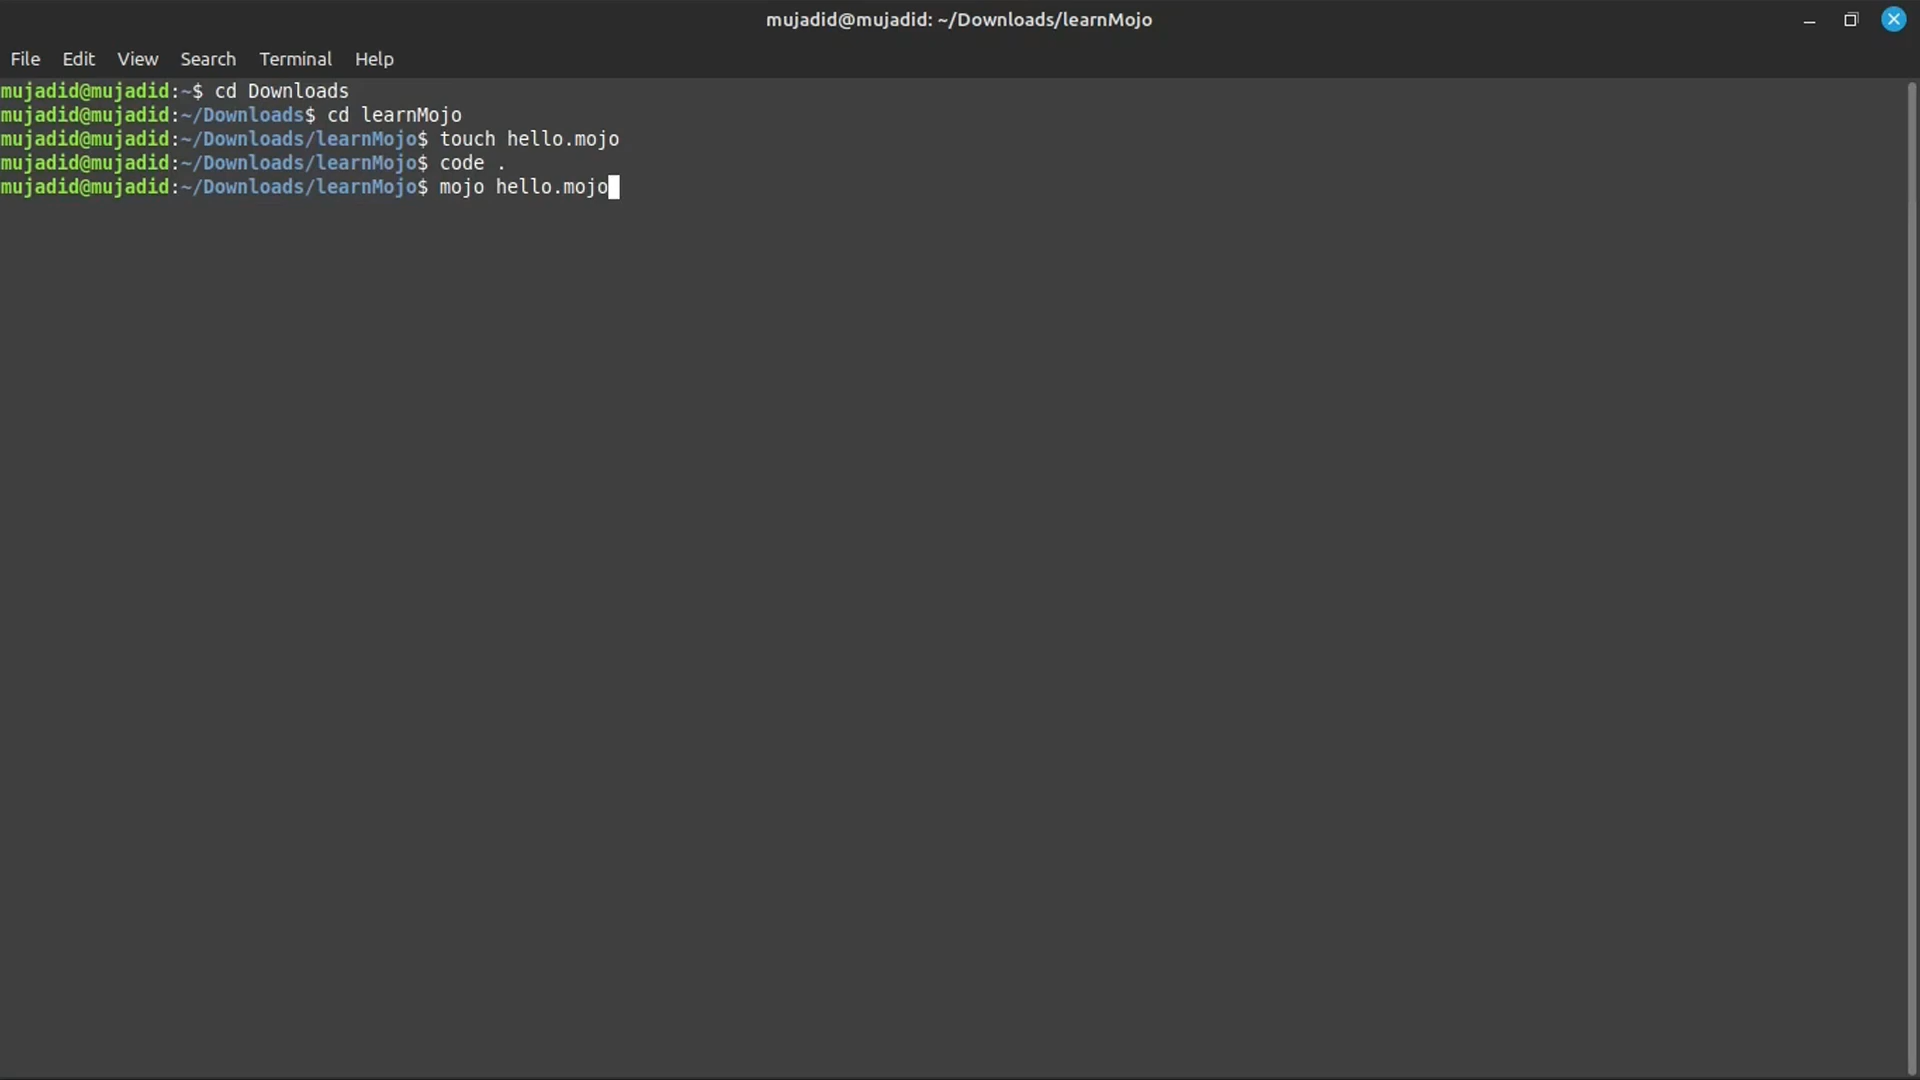 mujadid@mujadid: ~/Downloads/learnMojo
File Edit View Search Terminal Help
mujadid@mujadid:~$ cd Downloads
mujadid@mujadid:~/Downloads$ cd learnMojo
mujadid@mujadid:~/Downloads/learnMojo$ touch hello.mojo
mujadid@mujadid:~/Downloads/learnMojo$ code .
mujadid@mujadid:~/Downloads/learnMojo$ mojo hello.mojo